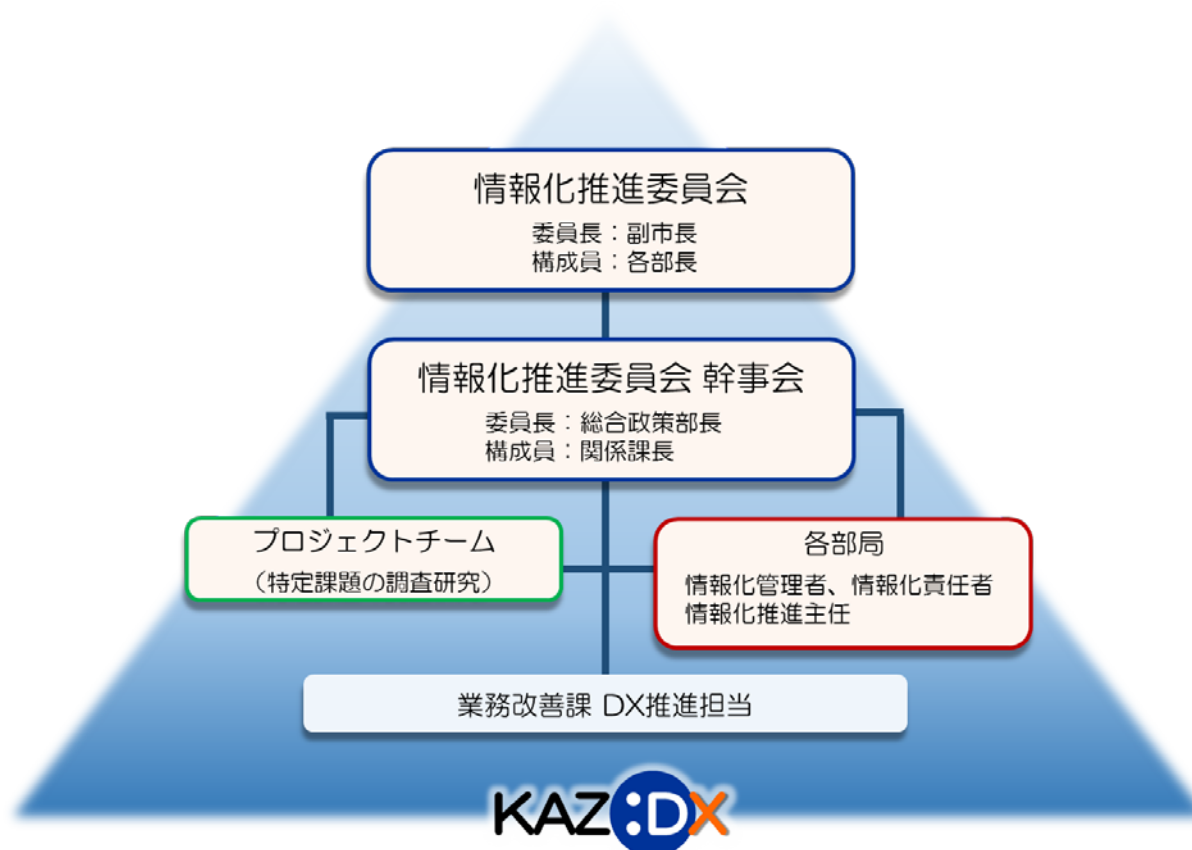 情報化推進委員会
委員長：副市長
構成員：各部長
情報化推進委員会 幹事会
委員長：総合政策部長
構成員：関係課長
プロジェクトチーム
（特定課題の調査研究）
各部局
情報化管理者、情報化責任者
情報化推進主任
業務改善課 DX推進担当
KAZ:DX